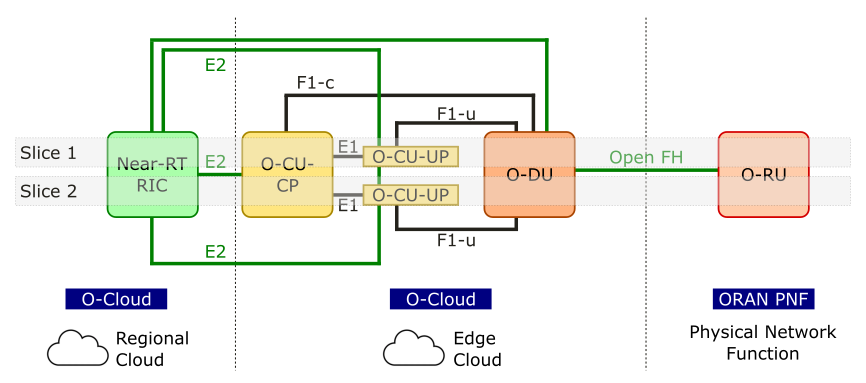 E2
F1-c
F1-u
Slice 1
E1
O-CU-UP
Near-RT
RIC
E2
O-CU-
CP
O-DU
Open FH
O-RU
Slice 2
O-CU-UP
E1
F1-u
E2
O-Cloud
O-Cloud
ORAN PNF
Regional
Cloud
Edge
Cloud
Physical Network
Function